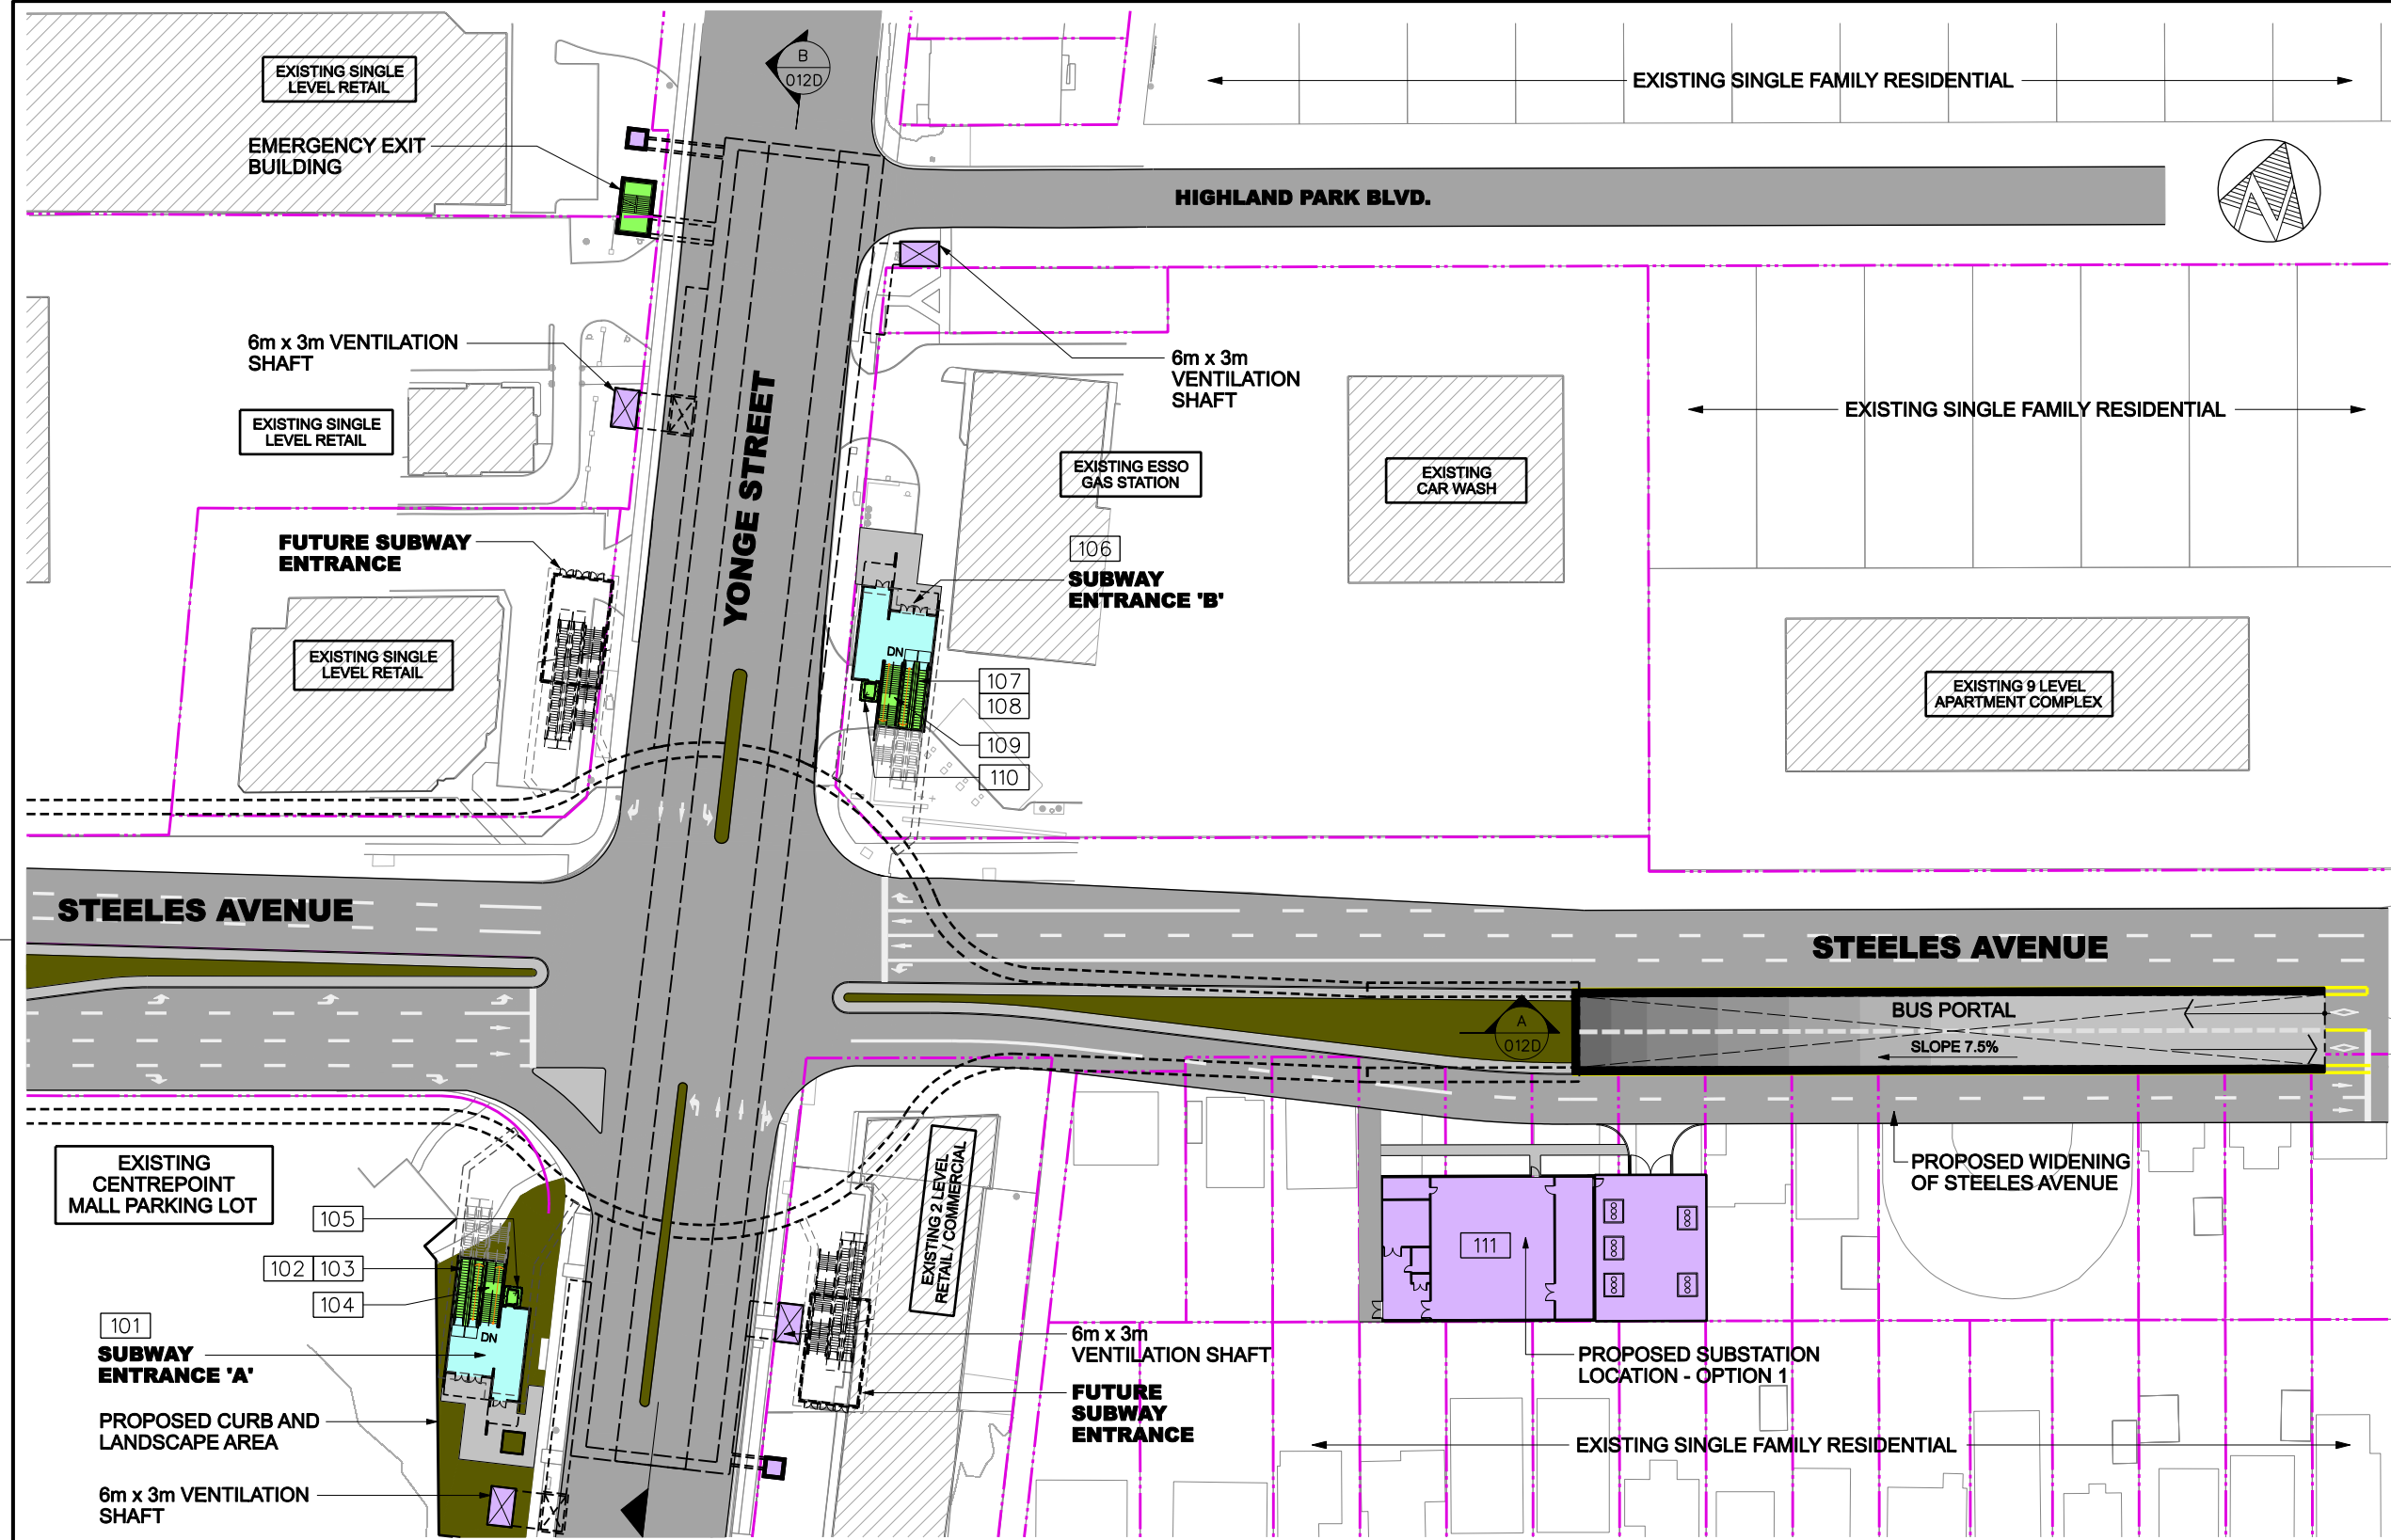 EXISTING SINGLE
LEVEL RETAIL
B
012D
EXISTING SINGLE FAMILY RESIDENTIAL
EMERGENCY EXIT
BUILDING
HIGHLAND PARK BLVD.
N
6m x 3m VENTILATION
SHAFT
6m x 3m
VENTILATION
SHAFT
EXISTING SINGLE
LEVEL RETAIL
YONGE STREET
EXISTING SINGLE FAMILY RESIDENTIAL
EXISTING ESSO
GAS STATION
EXISTING
CAR WASH
FUTURE SUBWAY
ENTRANCE
106
SUBWAY
ENTRANCE 'B'
EXISTING SINGLE
LEVEL RETAIL
DN
107
108
109
110
EXISTING 9 LEVEL
APARTMENT COMPLEX
STEELES AVENUE
STEELES AVENUE
A
012D
BUS PORTAL
SLOPE 7.5%
EXISTING
CENTREPOINT
MALL PARKING LOT
EXISTING 2 LEVEL
RETAIL / COMMERCIAL
PROPOSED WIDENING
OF STEELES AVENUE
105
102 103
104
111
101
SUBWAY
ENTRANCE 'A'
DN
6m x 3m
VENTILATION SHAFT
PROPOSED SUBSTATION
LOCATION - OPTION 1
FUTURE
SUBWAY
ENTRANCE
PROPOSED CURB AND
LANDSCAPE AREA
EXISTING SINGLE FAMILY RESIDENTIAL
6m x 3m VENTILATION
SHAFT